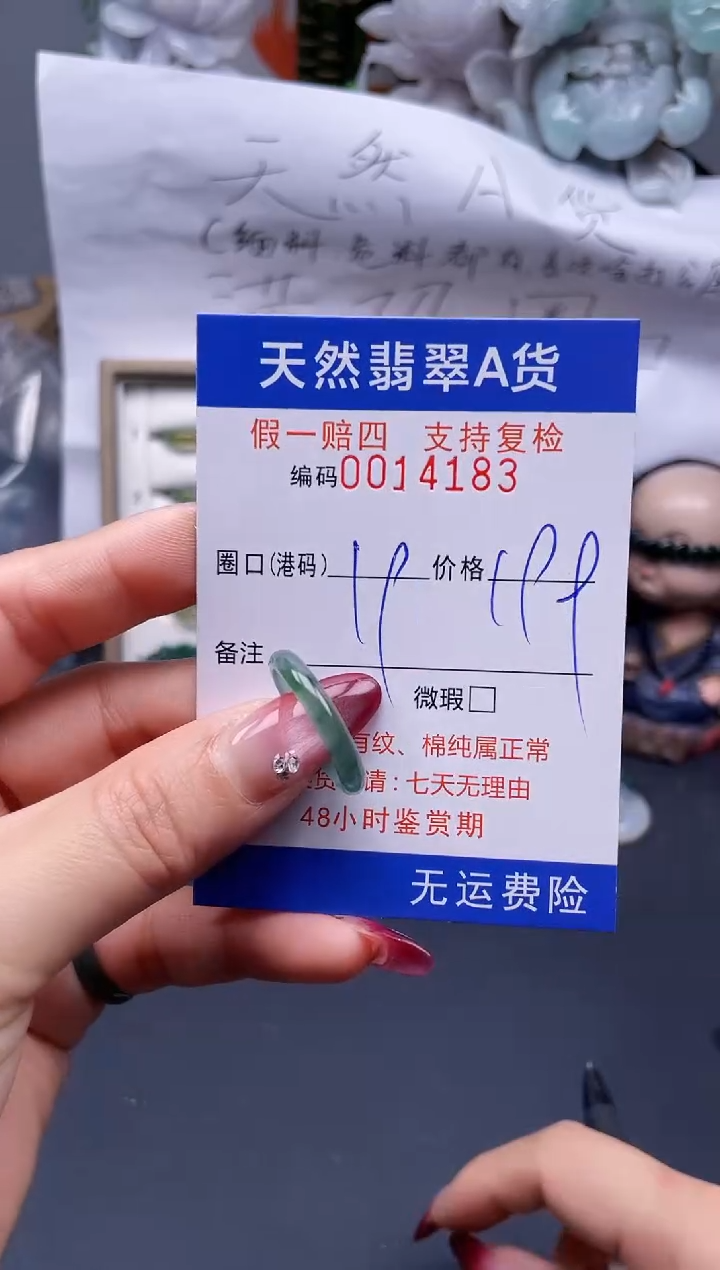 天然A货
天然翡翠A货
假一赔四 支持复检
编码0014183
圈口(港码) 19 价格 199
备注
微瑕□
有纹、棉纯属正常
请:七天无理由
48小时鉴赏期
无运费险